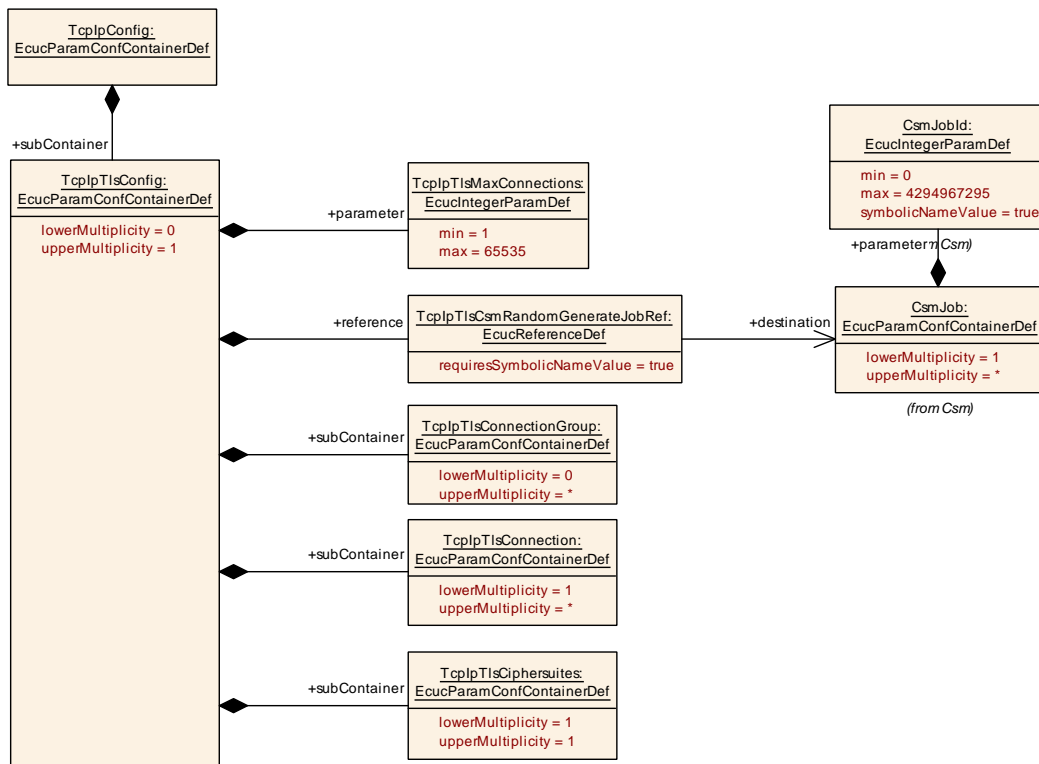 TcpIpConfig:
EcucParamConfContainerDef
+subContainer
TcpIpTlsConfig:
EcucParamConfContainerDef
lowerMultiplicity = 0
upperMultiplicity = 1
+parameter
TcpIpTlsMaxConnections:
EcucIntegerParamDef
min = 1
max = 65535
+reference
TcpIpTlsCsmRandomGenerateJobRef:
EcucReferenceDef
requiresSymbolicNameValue = true
+destination
CsmJobId:
EcucIntegerParamDef
min = 0
max = 4294967295
symbolicNameValue = true
+parameter
Csm)
CsmJob:
EcucParamConfContainerDef
lowerMultiplicity = 1
upperMultiplicity = *
(from Csm)
+subContainer
TcpIpTlsConnectionGroup:
EcucParamConfContainerDef
lowerMultiplicity = 0
upperMultiplicity = *
+subContainer
TcpIpTlsConnection:
EcucParamConfContainerDef
lowerMultiplicity = 1
upperMultiplicity = *
+subContainer
TcpIpTlsCiphersuites:
EcucParamConfContainerDef
lowerMultiplicity = 1
upperMultiplicity = 1